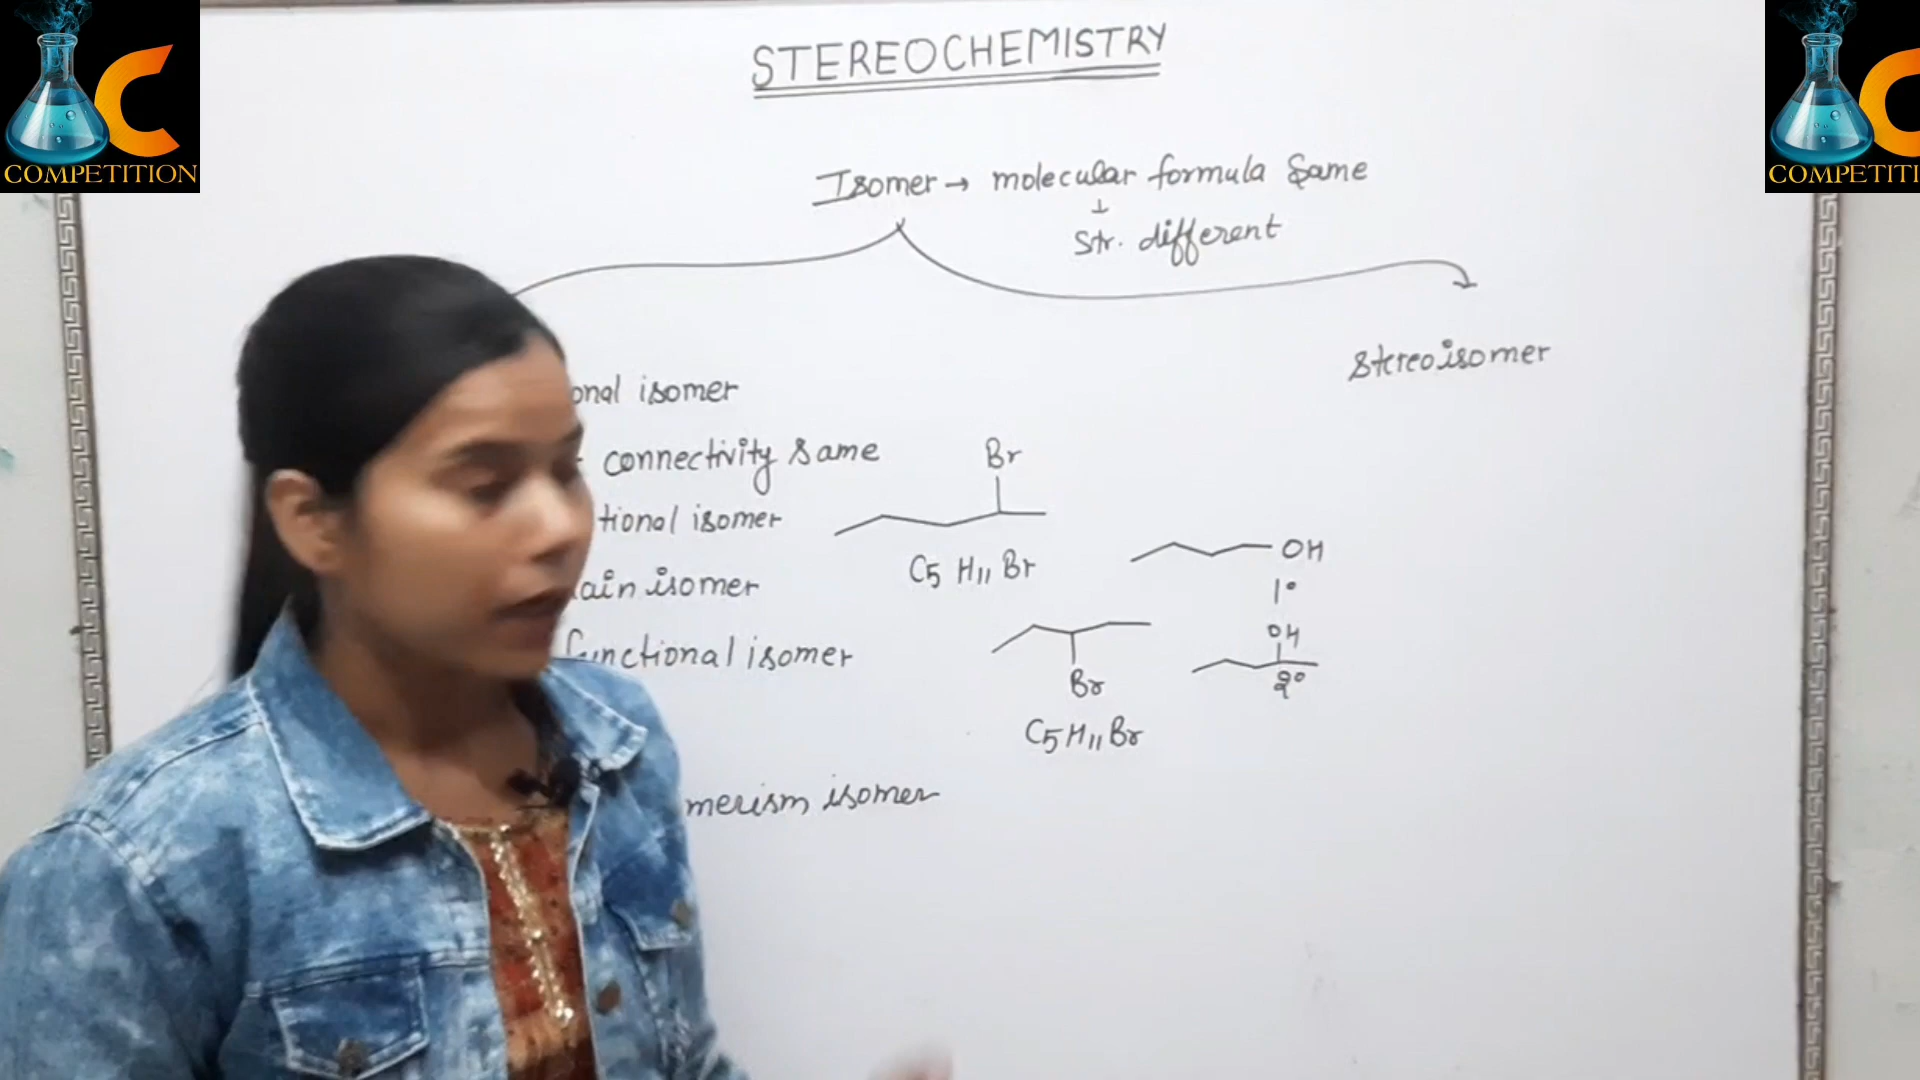 C
COMPETITION
C
COMPETITI
STEREOCHEMISTRY
Isomer → molecular formula Same
↓
Str. different
Stereoisomer
onal isomer
connectivity same
tional isomer
ain isomer
functional isomer
merism isomer
Br
C5 H11 Br
OH
1°
OH
2°
Br
C5H11Br